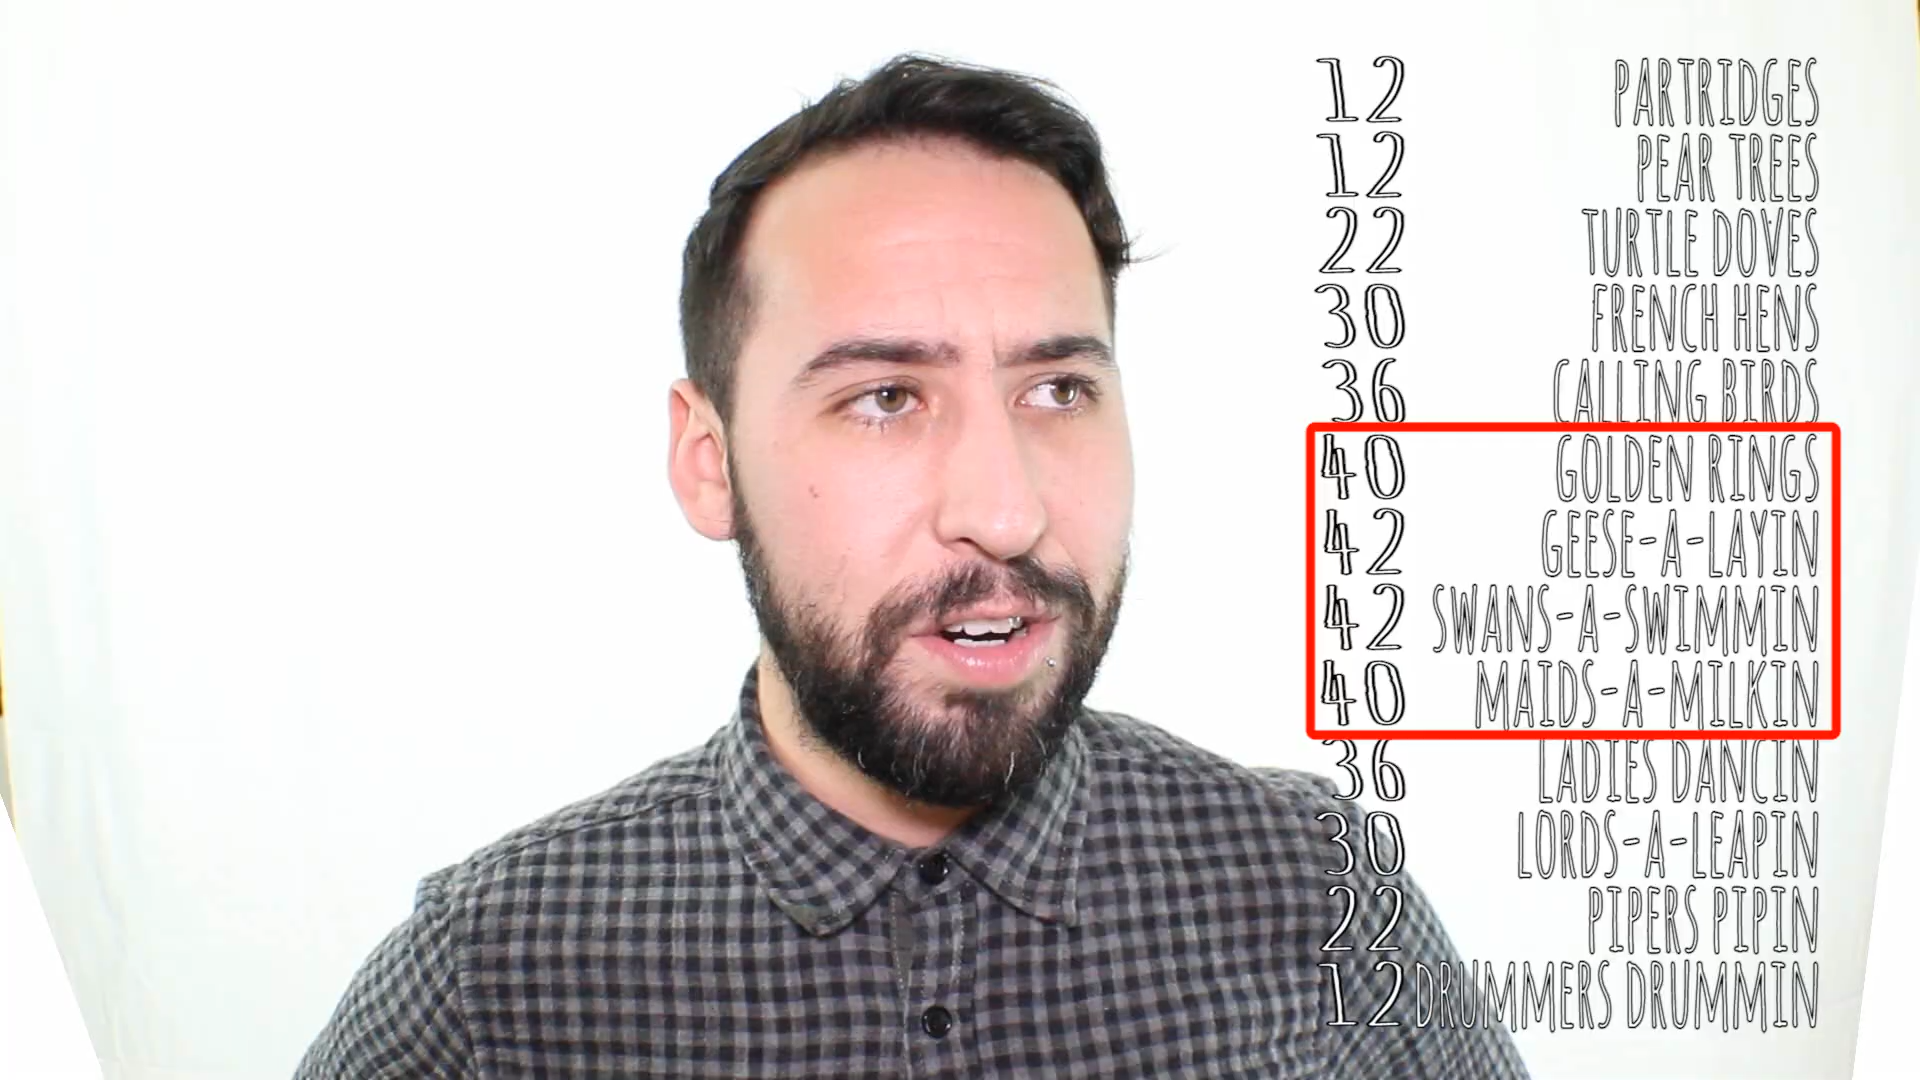 12 PARTRIDGES
12 PEAR TREES
22 TURTLE DOVES
30 FRENCH HENS
36 CALLING BIRDS
40 GOLDEN RINGS
42 GEESE-A-LAYIN
42 SWANS-A-SWIMMIN
40 MAIDS-A-MILKIN
36 LADIES DANCIN
30 LORDS-A-LEAPIN
22 PIPERS PIPIN
12 DRUMMERS DRUMMIN